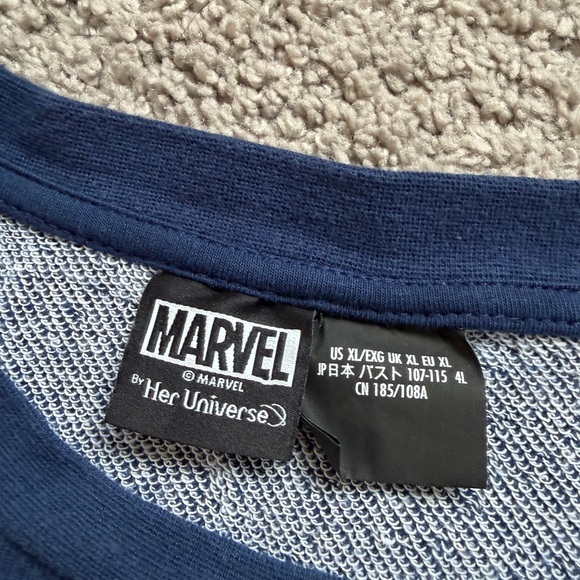 MARVEL
© MARVEL
BY Her Universe
US XL/EXG UK XL EU XL
JP日本 バスト 107-115 4L
CN 185/108A